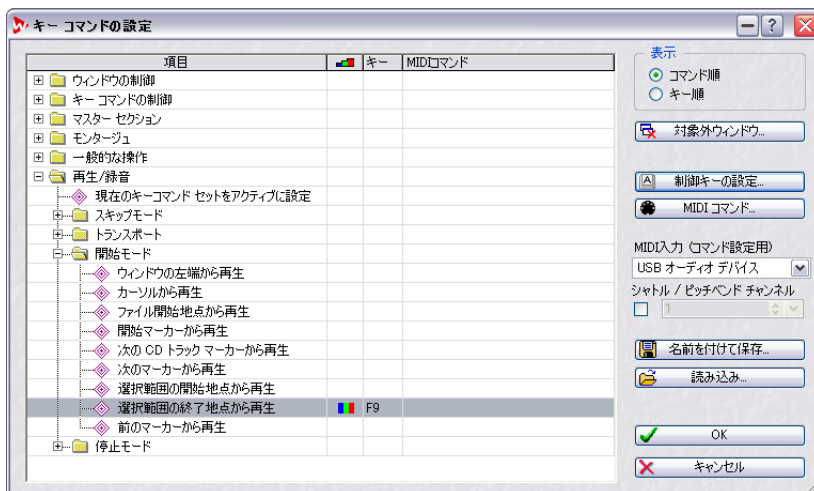 キー コマンドの設定
項目
キー
MIDIコマンド
ウィンドウの制御
キー コマンドの制御
マスター セクション
モンタージュ
一般的な操作
再生/録音
現在のキーコマンド セットをアクティブに設定
スキップモード
トランスポート
開始モード
ウィンドウの左端から再生
カーソルから再生
ファイル開始地点から再生
開始マーカーから再生
次の CD トラック マーカーから再生
次のマーカーから再生
選択範囲の開始地点から再生
選択範囲の終了地点から再生 F9
前のマーカーから再生
停止モード
表示
コマンド順
キー順
対象外ウィンドウ...
制御キーの設定...
MIDI コマンド...
MIDI入力 (コマンド設定用)
USB オーディオ デバイス
シャトル / ピッチベンド チャンネル
1
名前を付けて保存...
読み込み...
OK
キャンセル